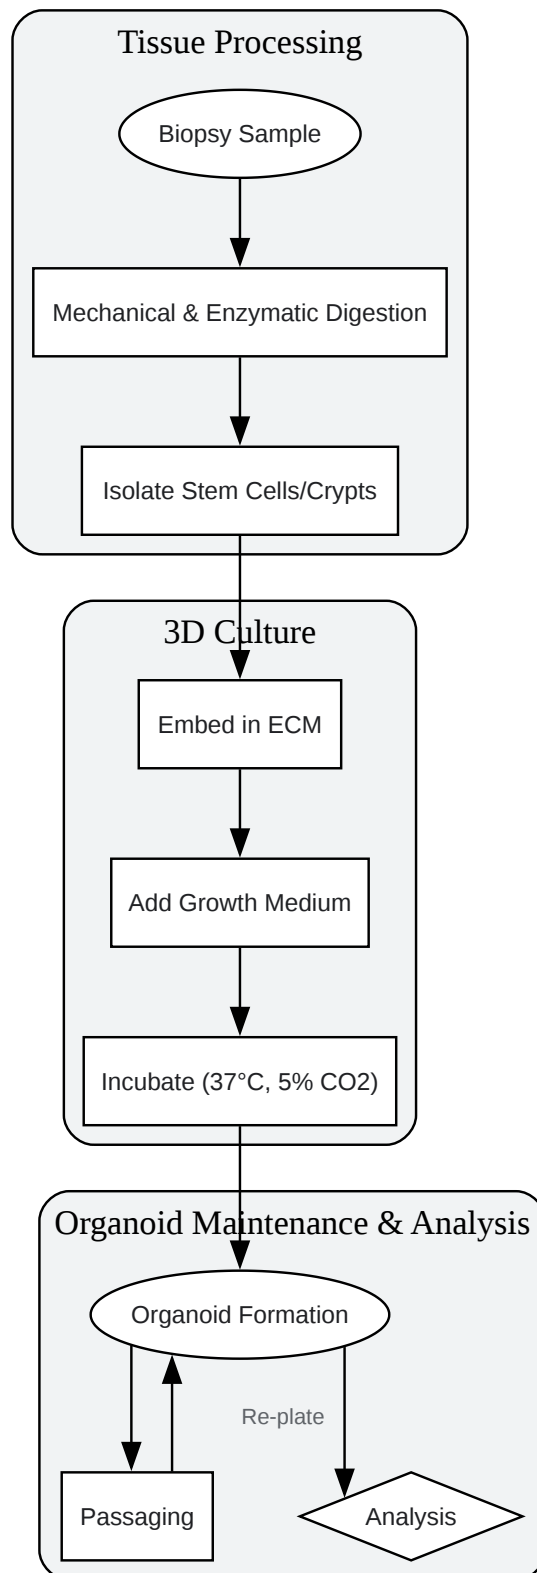 Tissue Processing
Biopsy Sample
Mechanical & Enzymatic Digestion
Isolate Stem Cells/Crypts
3D Culture
Embed in ECM
Add Growth Medium
Incubate (37°C, 5% CO2)
Organoid Maintenance & Analysis
Organoid Formation
Re-plate
Passaging
Analysis